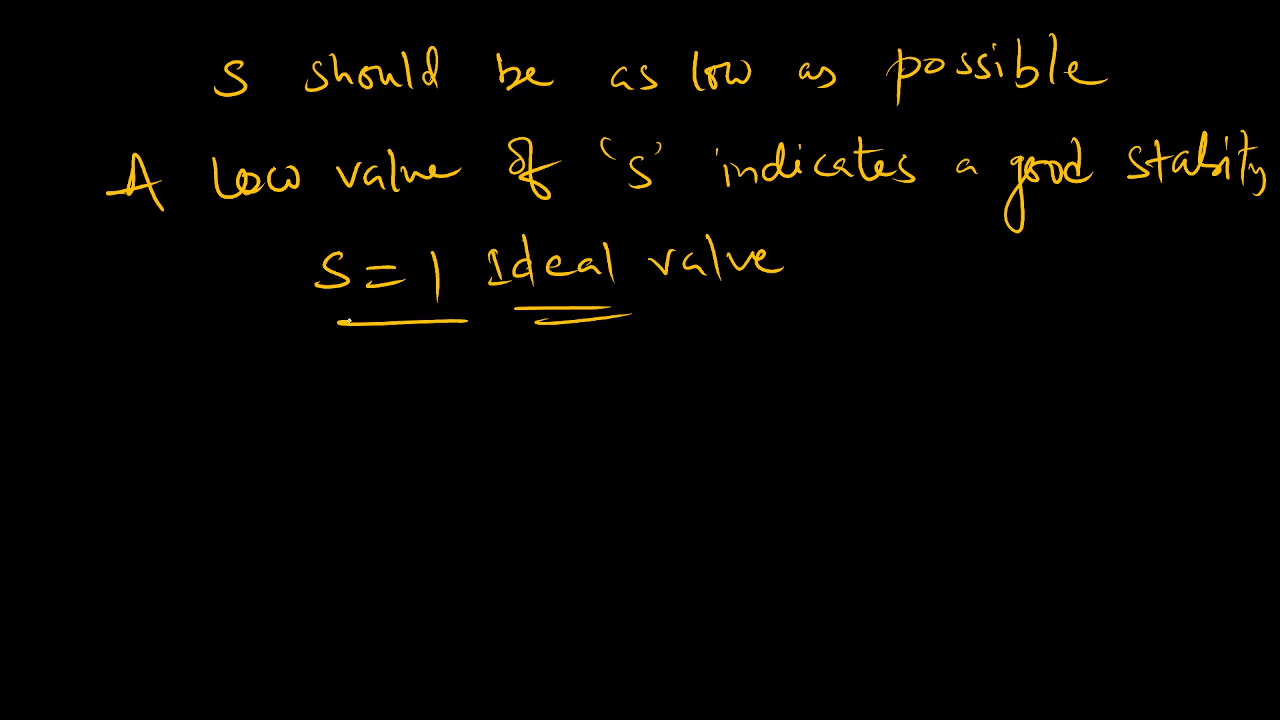 S should be as low as possible
A low value of 'S' indicates a good stability
S = 1 Ideal value